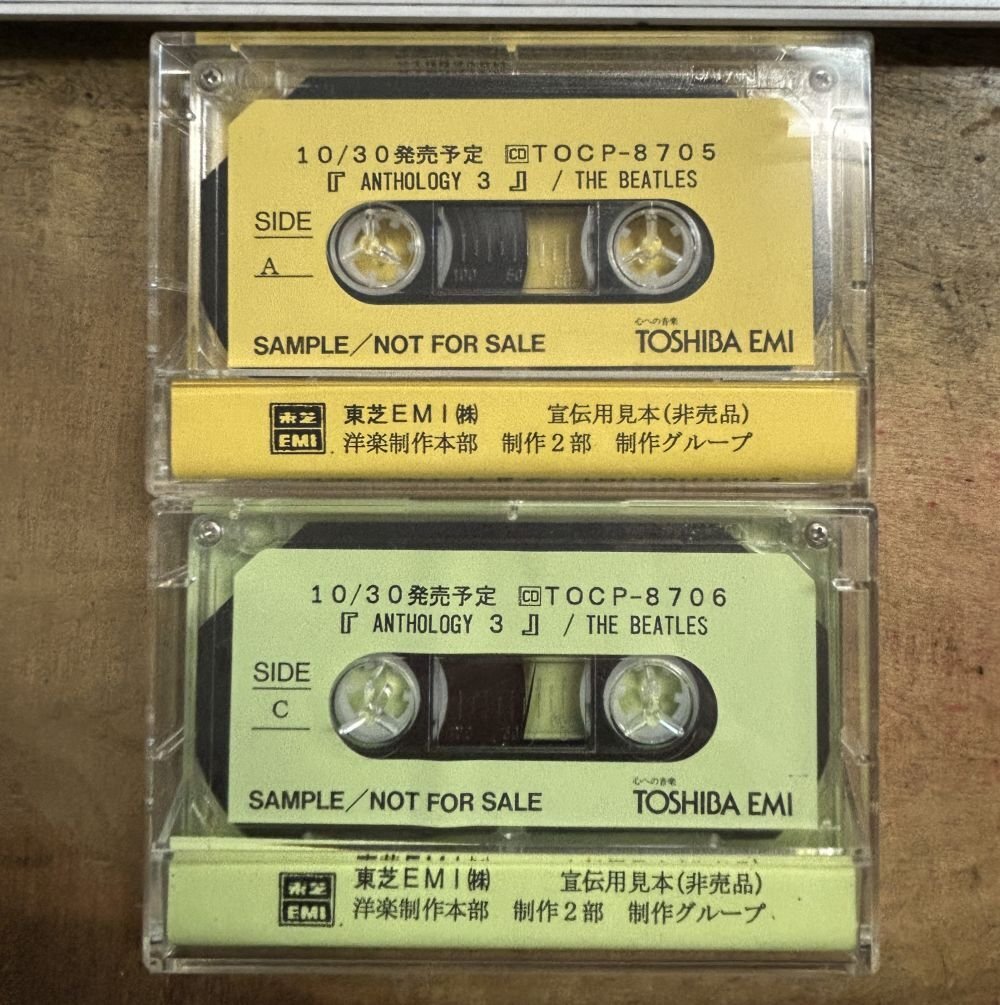 10/30発売予定 CD TOCP-8705
『 ANTHOLOGY 3 』 / THE BEATLES
SIDE
A
100 50
心への音楽
SAMPLE/NOT FOR SALE TOSHIBA EMI
東芝 東芝EMI㈱ 宣伝用見本(非売品)
EMI 洋楽制作本部 制作2部 制作グループ
10/30発売予定 CD TOCP-8706
『 ANTHOLOGY 3 』 / THE BEATLES
SIDE
C
心への音楽
SAMPLE/NOT FOR SALE TOSHIBA EMI
東芝 東芝EMI㈱ 宣伝用見本(非売品)
EMI 洋楽制作本部 制作2部 制作グループ